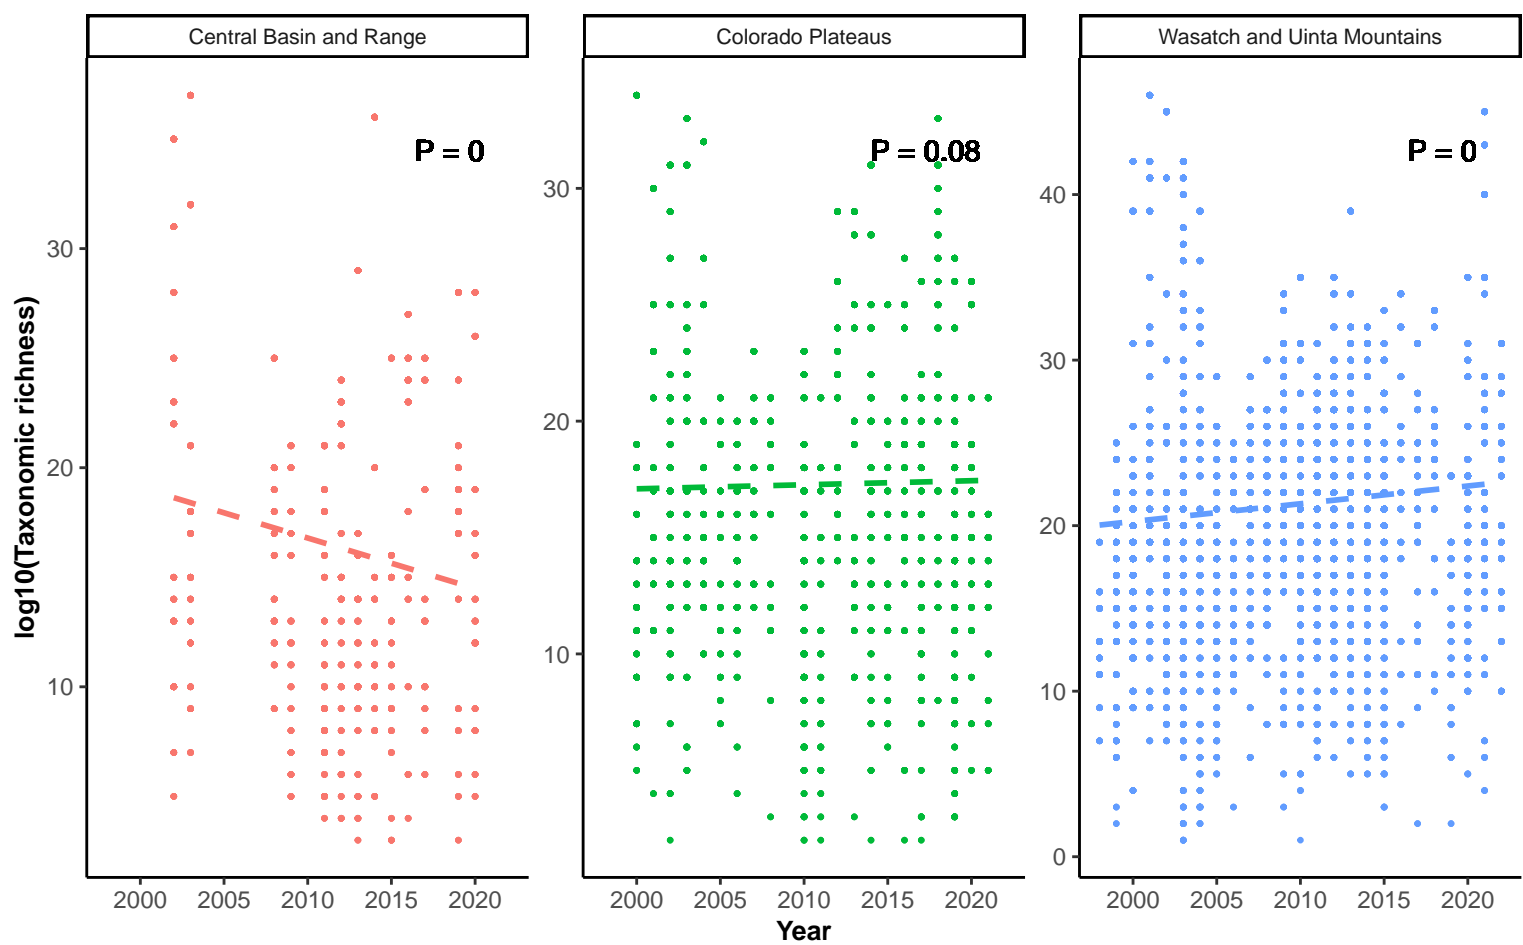 Central Basin and Range
Colorado Plateaus
Wasatch and Uinta Mountains
P = 0
P = 0.08
P = 0
log10(Taxonomic richness)
30
20
10
30
20
10
40
30
20
10
0
2000 2005 2010 2015 2020
2000 2005 2010 2015 2020
2000 2005 2010 2015 2020
Year